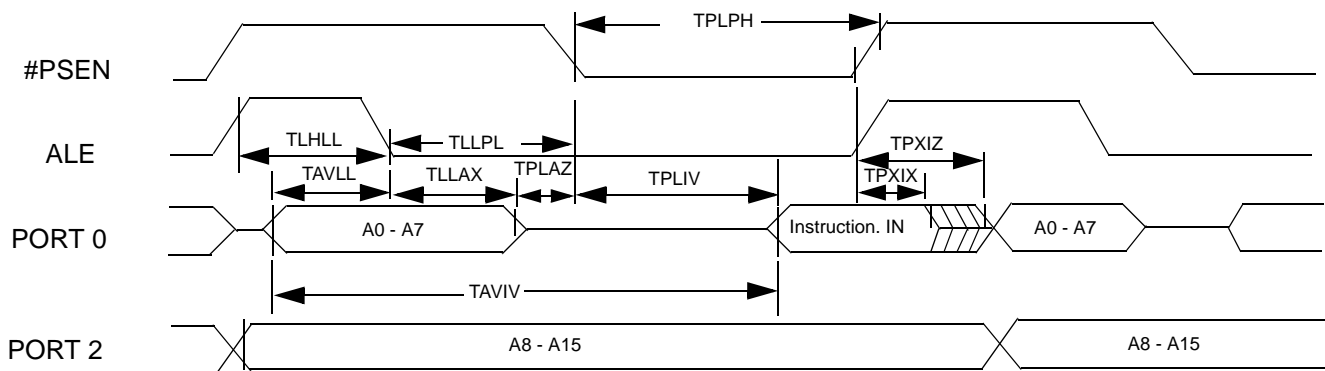 TPLPH
#PSEN
ALE
TLHLL
TLLPL
TPXIZ
TAVLL
TLLAX
TPLAZ
TPLIV
TPXIX
PORT 0
A0 - A7
Instruction. IN
A0 - A7
TAVIV
PORT 2
A8 - A15
A8 - A15